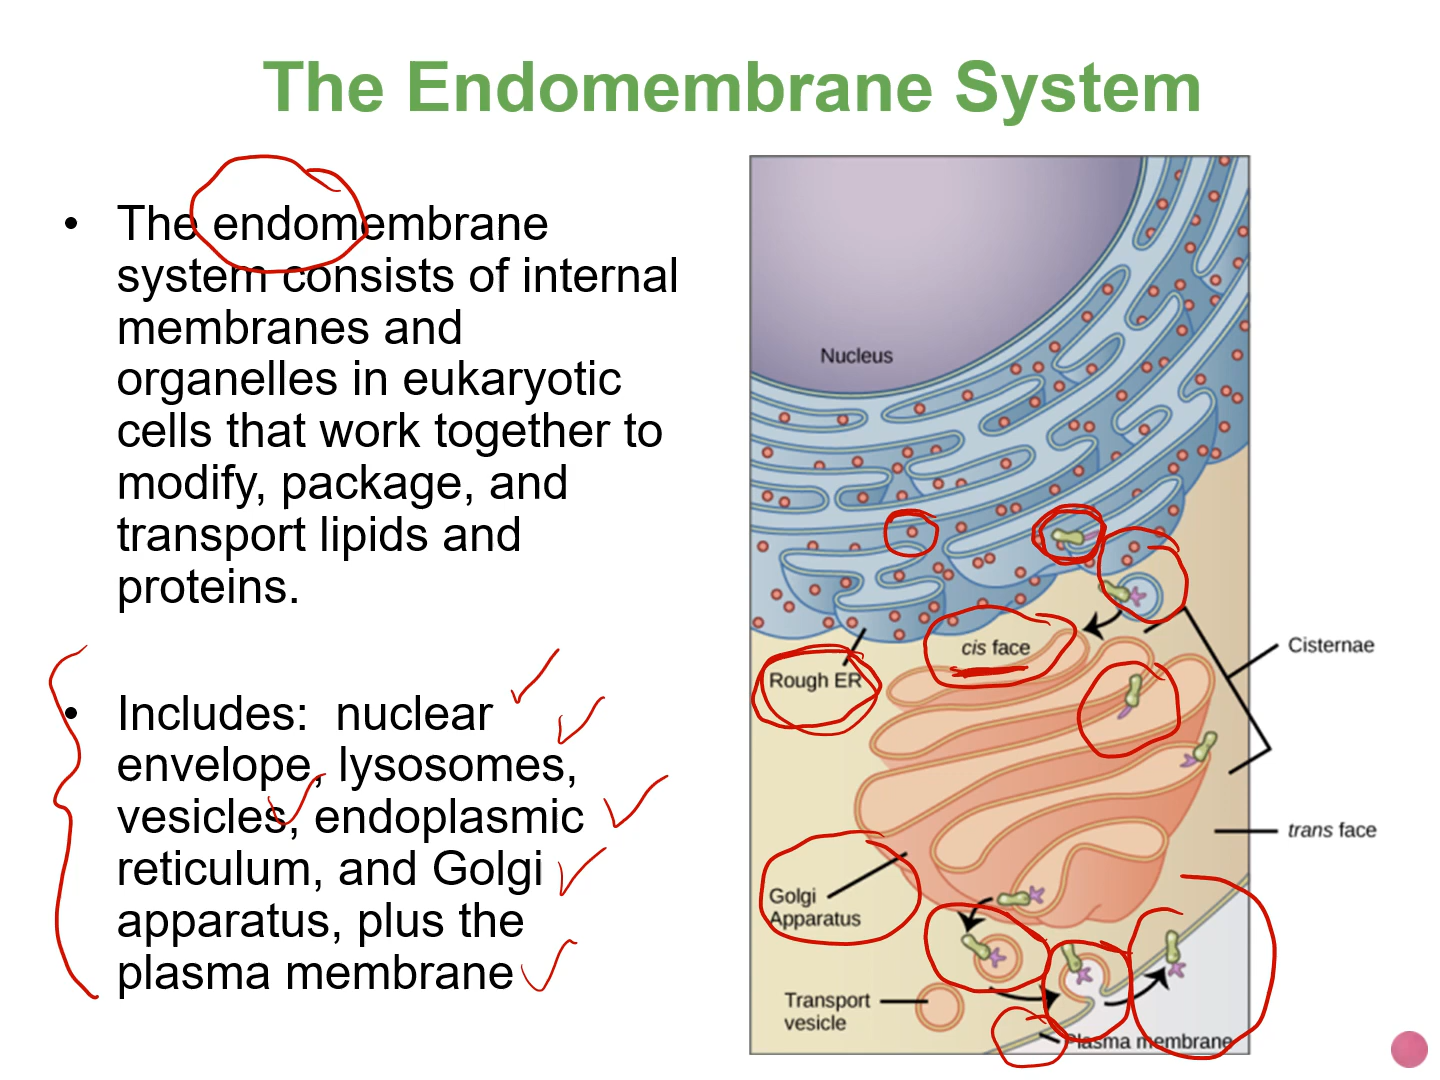 The Endomembrane System
• The endomembrane
system consists of internal
membranes and
organelles in eukaryotic
cells that work together to
modify, package, and
transport lipids and
proteins.
• Includes:  nuclear
envelope, lysosomes,
vesicles, endoplasmic
reticulum, and Golgi
apparatus, plus the
plasma membrane
Nucleus
cis face
Rough ER
Cisternae
trans face
Golgi
Apparatus
Transport
vesicle
Plasma membrane